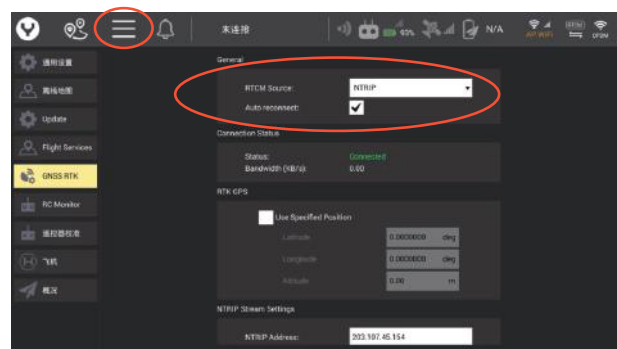 未连接
60%
N/A
AP WiFi
OFDM
通用设置
General
RTCM Source: NTRIP
离线地图
Auto reconnect:
Update
Connection Status
Flight Services
Status: Connected
Bandwidth (KB/s): 0.00
GNSS RTK
RTK GPS
RC Monitor
Use Specified Position
遥控器校准
Latitude 0.0000000 deg
飞机
Longitude 0.0000000 deg
Altitude 0.00 m
概况
NTRIP Stream Settings
NTRIP Address: 203.107.45.154